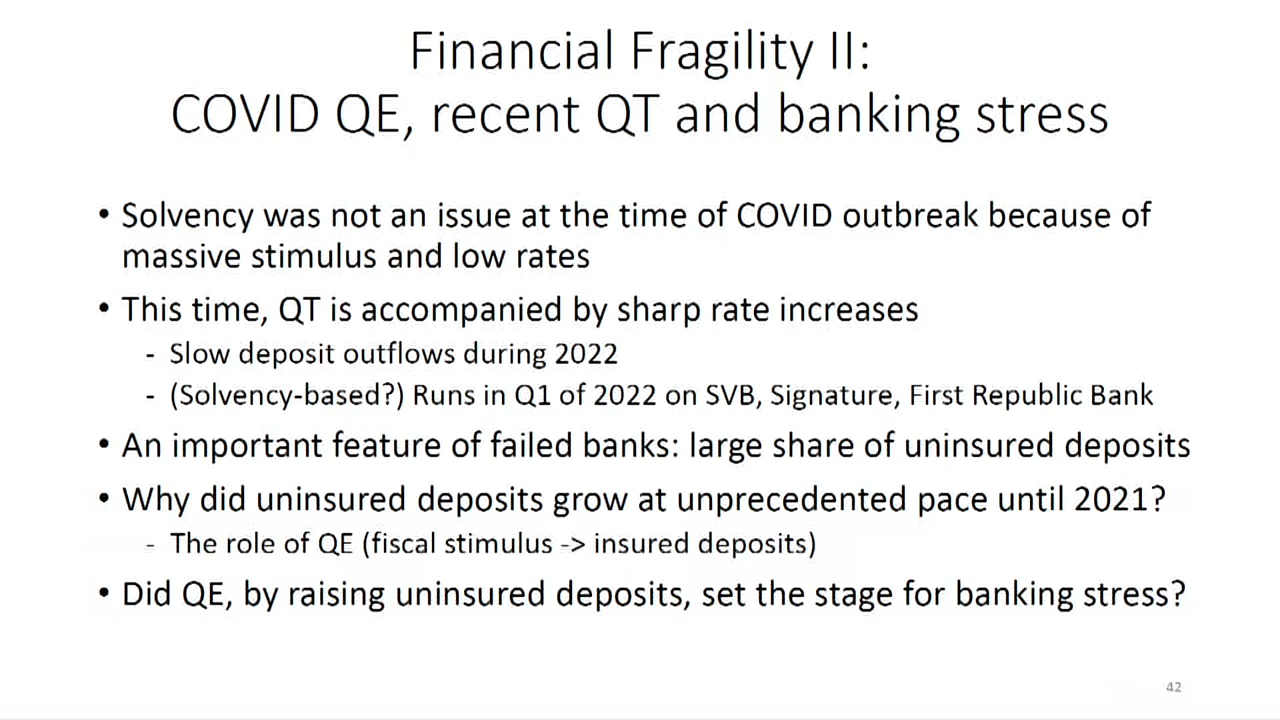 Financial Fragility II:
COVID QE, recent QT and banking stress
• Solvency was not an issue at the time of COVID outbreak because of
massive stimulus and low rates
• This time, QT is accompanied by sharp rate increases
- Slow deposit outflows during 2022
- (Solvency-based?) Runs in Q1 of 2022 on SVB, Signature, First Republic Bank
• An important feature of failed banks: large share of uninsured deposits
• Why did uninsured deposits grow at unprecedented pace until 2021?
- The role of QE (fiscal stimulus -> insured deposits)
• Did QE, by raising uninsured deposits, set the stage for banking stress?
42